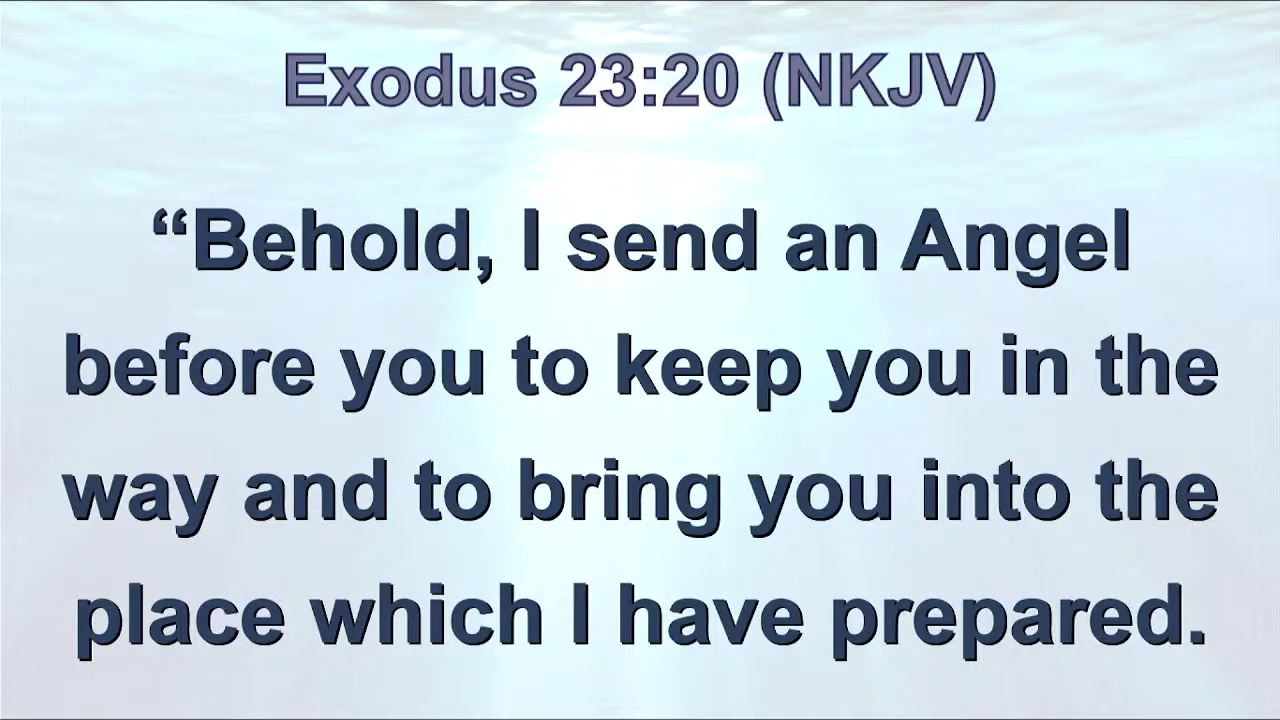 Exodus 23:20 (NKJV)
“Behold, I send an Angel
before you to keep you in the
way and to bring you into the
place which I have prepared.